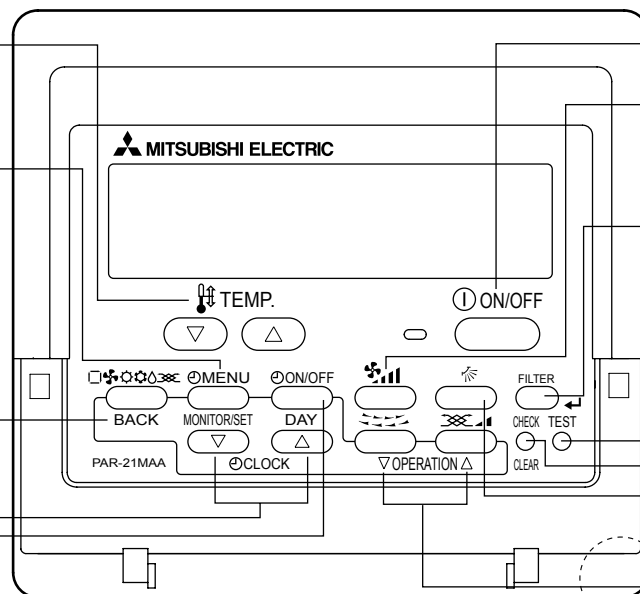 MITSUBISHI ELECTRIC
TEMP.
ON/OFF
MENU
ON/OFF
FILTER
BACK
MONITOR/SET
DAY
CHECK
TEST
PAR-21MAA
CLOCK
OPERATION
CLEAR